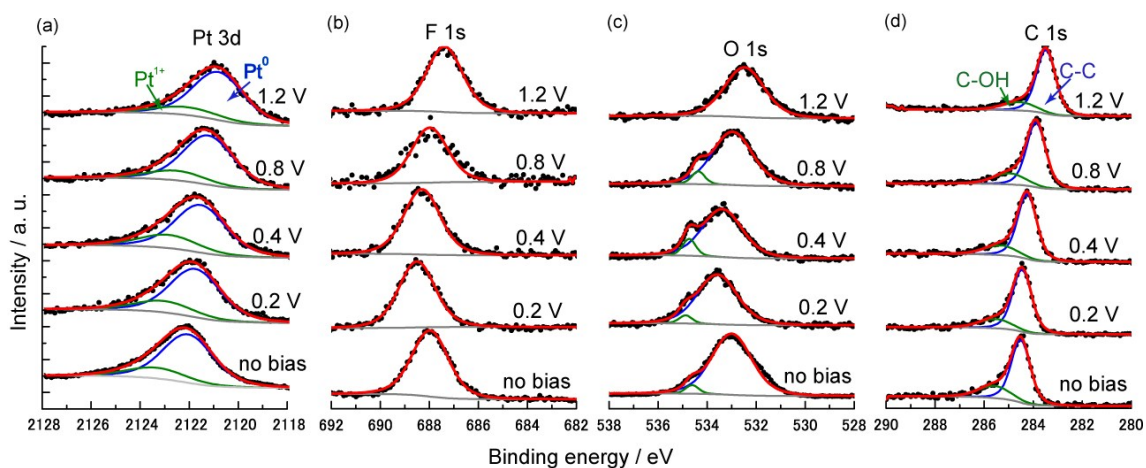 (a)
Pt 3d
Pt1+
Pt0
1.2 V
0.8 V
0.4 V
0.2 V
no bias
2128 2126 2124 2122 2120 2118
(b)
F 1s
1.2 V
0.8 V
0.4 V
0.2 V
no bias
692 690 688 686 684 682
(c)
O 1s
1.2 V
0.8 V
0.4 V
0.2 V
no bias
538 536 534 532 530 528
(d)
C 1s
C-OH
C-C
1.2 V
0.8 V
0.4 V
0.2 V
no bias
290 288 286 284 282 280
Intensity / a. u.
Binding energy / eV